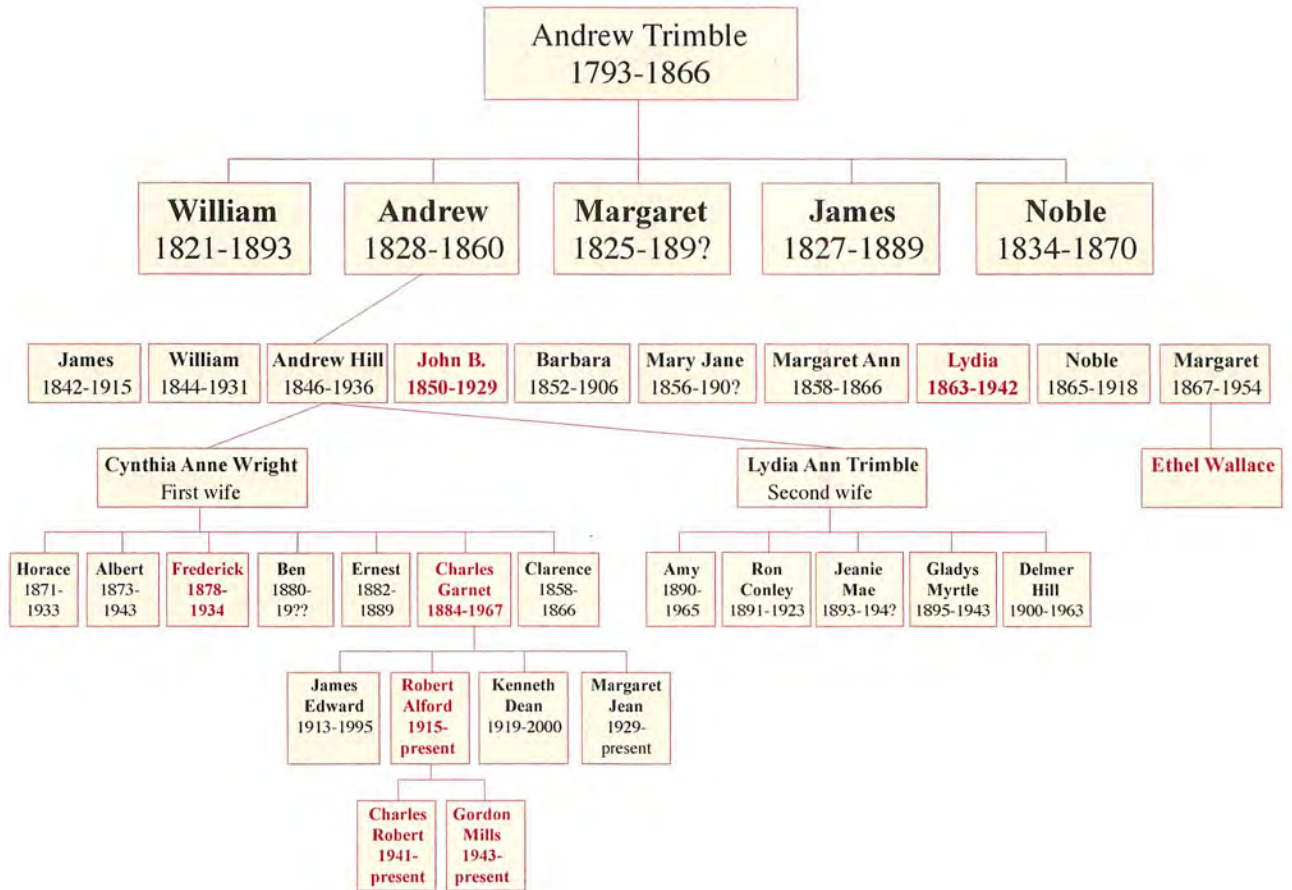 Andrew Trimble
1793-1866
William
1821-1893
Andrew
1828-1860
Margaret
1825-189?
James
1827-1889
Noble
1834-1870
James
1842-1915
William
1844-1931
Andrew Hill
1846-1936
John B.
1850-1929
Barbara
1852-1906
Mary Jane
1856-190?
Margaret Ann
1858-1866
Lydia
1863-1942
Noble
1865-1918
Margaret
1867-1954
Cynthia Anne Wright
First wife
Lydia Ann Trimble
Second wife
Ethel Wallace
Horace
1871-
1933
Albert
1873-
1943
Frederick
1878-
1934
Ben
1880-
19??
Ernest
1882-
1889
Charles
Garnet
1884-1967
Clarence
1858-
1866
Amy
1890-
1965
Ron
Conley
1891-1923
Jeanie
Mae
1893-194?
Gladys
Myrtle
1895-1943
Delmer
Hill
1900-1963
James
Edward
1913-1995
Robert
Alford
1915-
present
Kenneth
Dean
1919-2000
Margaret
Jean
1929-
present
Charles
Robert
1941-
present
Gordon
Mills
1943-
present